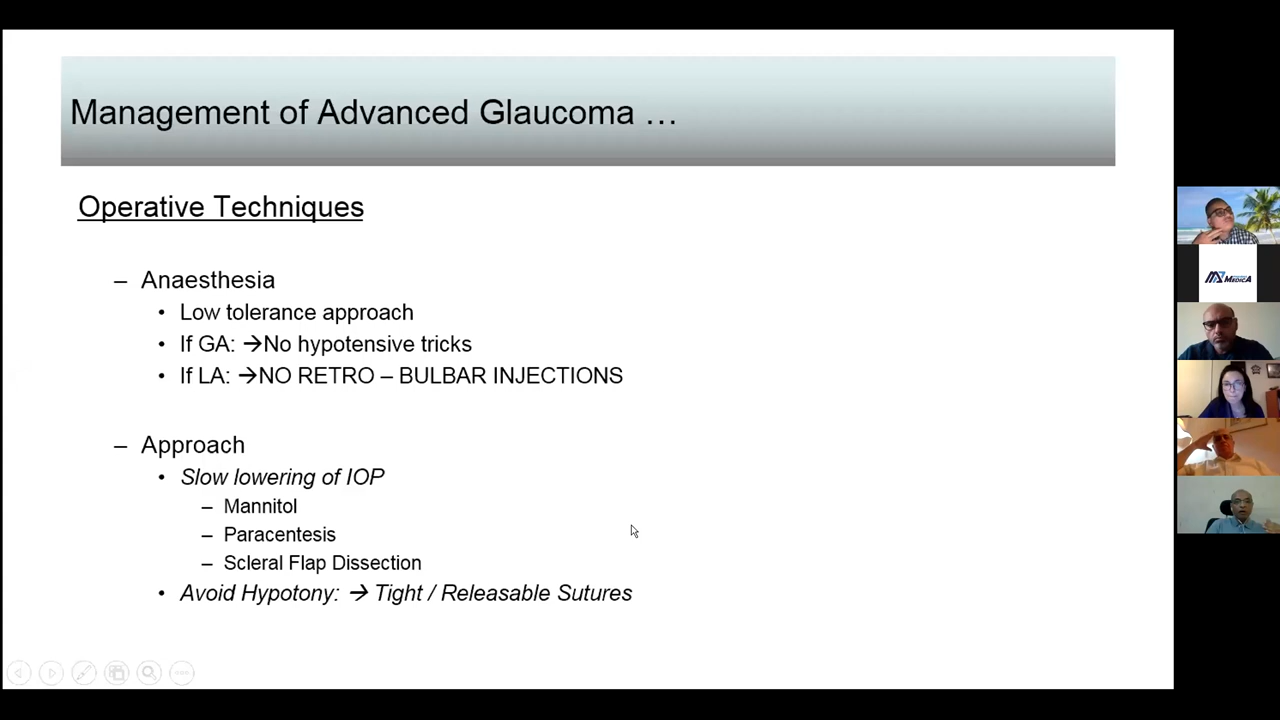 Management of Advanced Glaucoma …
Operative Techniques
– Anaesthesia
• Low tolerance approach
• If GA: →No hypotensive tricks
• If LA: →NO RETRO – BULBAR INJECTIONS
– Approach
• Slow lowering of IOP
– Mannitol
– Paracentesis
– Scleral Flap Dissection
• Avoid Hypotony: → Tight / Releasable Sutures
MEDICA